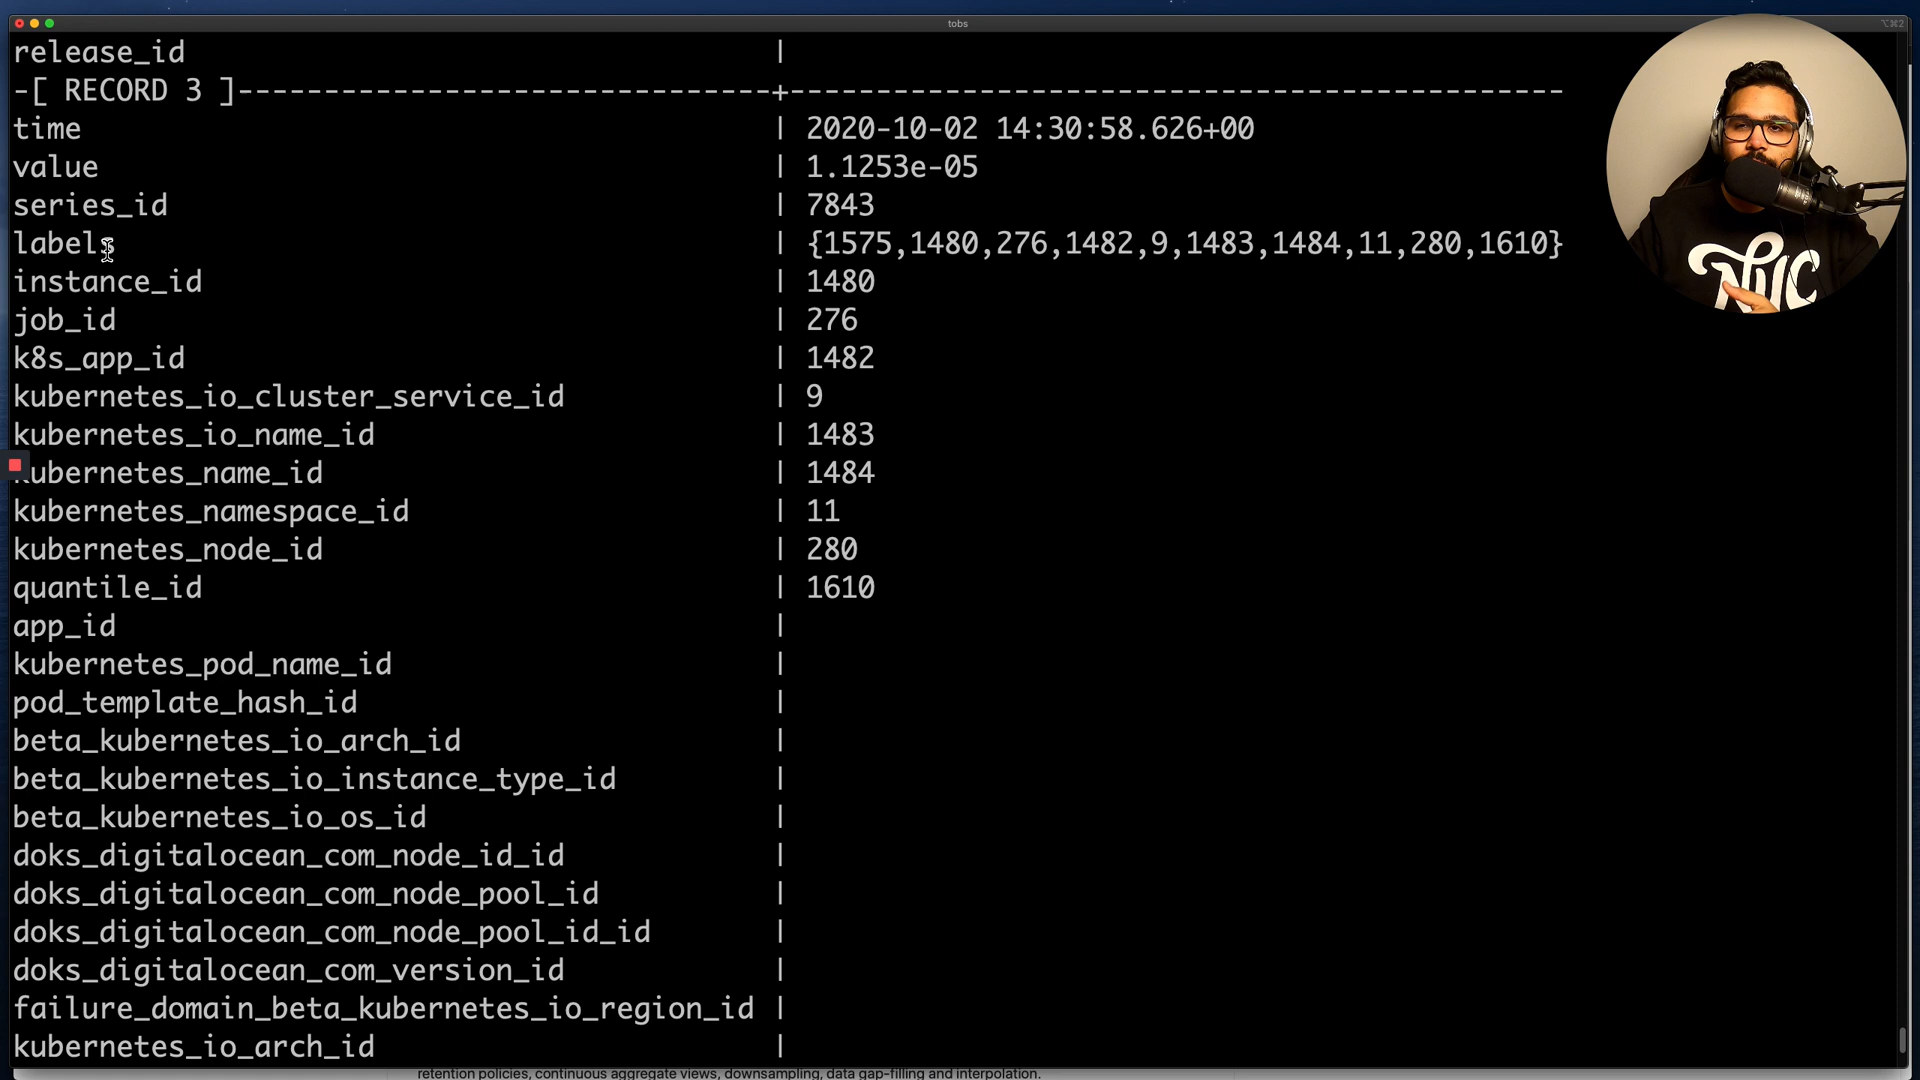 tobs
⌥⌘2
release_id |
-[ RECORD 3 ]--------------------------------+---------------------------------------------
time | 2020-10-02 14:30:58.626+00
value | 1.1253e-05
series_id | 7843
labels | {1575,1480,276,1482,9,1483,1484,11,280,1610}
instance_id | 1480
job_id | 276
k8s_app_id | 1482
kubernetes_io_cluster_service_id | 9
kubernetes_io_name_id | 1483
kubernetes_name_id | 1484
kubernetes_namespace_id | 11
kubernetes_node_id | 280
quantile_id | 1610
app_id |
kubernetes_pod_name_id |
pod_template_hash_id |
beta_kubernetes_io_arch_id |
beta_kubernetes_io_instance_type_id |
beta_kubernetes_io_os_id |
doks_digitalocean_com_node_id_id |
doks_digitalocean_com_node_pool_id |
doks_digitalocean_com_node_pool_id_id |
doks_digitalocean_com_version_id |
failure_domain_beta_kubernetes_io_region_id |
kubernetes_io_arch_id |
retention policies, continuous aggregate views, downsampling, data gap-filling and interpolation.
NYC